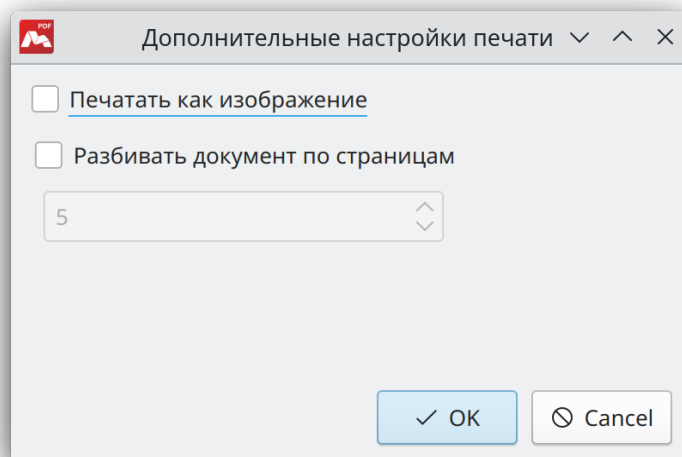 PDF
Дополнительные настройки печати
Печатать как изображение
Разбивать документ по страницам
5
OK
Cancel